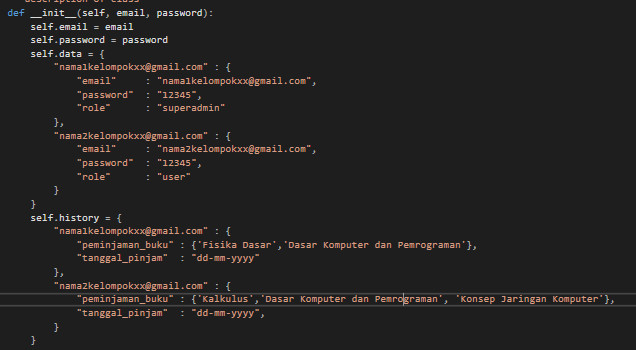 description of class
def __init__(self, email, password):
    self.email = email
    self.password = password
    self.data = {
        "nama1kelompokxx@gmail.com" : {
            "email"     : "nama1kelompokxx@gmail.com",
            "password"  : "12345",
            "role"      : "superadmin"
        },
        "nama2kelompokxx@gmail.com" : {
            "email"     : "nama2kelompokxx@gmail.com",
            "password"  : "12345",
            "role"      : "user"
        }
    }
    self.history = {
        "nama1kelompokxx@gmail.com" : {
            "peminjaman_buku" : {'Fisika Dasar','Dasar Komputer dan Pemrograman'},
            "tanggal_pinjam"  : "dd-mm-yyyy"
        },
        "nama2kelompokxx@gmail.com" : {
            "peminjaman_buku" : {'Kalkulus','Dasar Komputer dan Pemrograman', 'Konsep Jaringan Komputer'},
            "tanggal_pinjam"  : "dd-mm-yyyy",
        }
    }